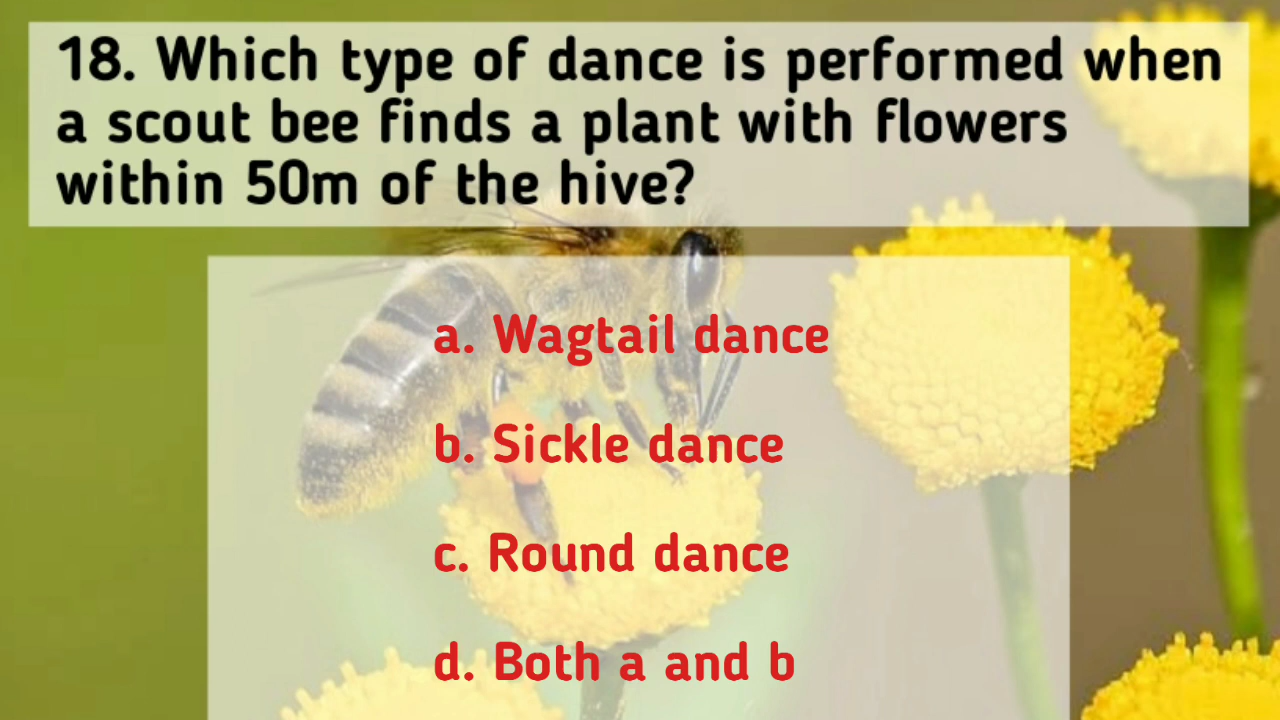 18. Which type of dance is performed when
a scout bee finds a plant with flowers
within 50m of the hive?
a. Wagtail dance
b. Sickle dance
c. Round dance
d. Both a and b